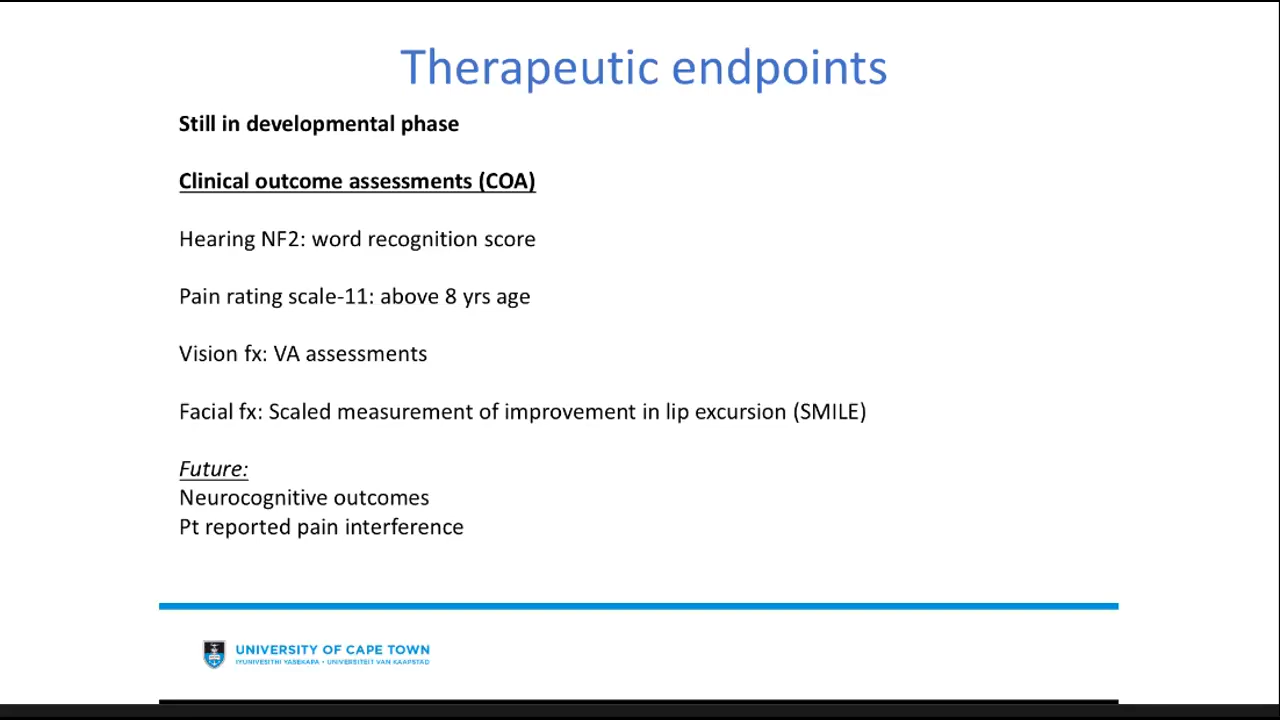 Therapeutic endpoints
Still in developmental phase
Clinical outcome assessments (COA)
Hearing NF2: word recognition score
Pain rating scale-11: above 8 yrs age
Vision fx: VA assessments
Facial fx: Scaled measurement of improvement in lip excursion (SMILE)
Future:
Neurocognitive outcomes
Pt reported pain interference
UNIVERSITY OF CAPE TOWN
IYUNIVESITHI YASEKAPA • UNIVERSITEIT VAN KAAPSTAD